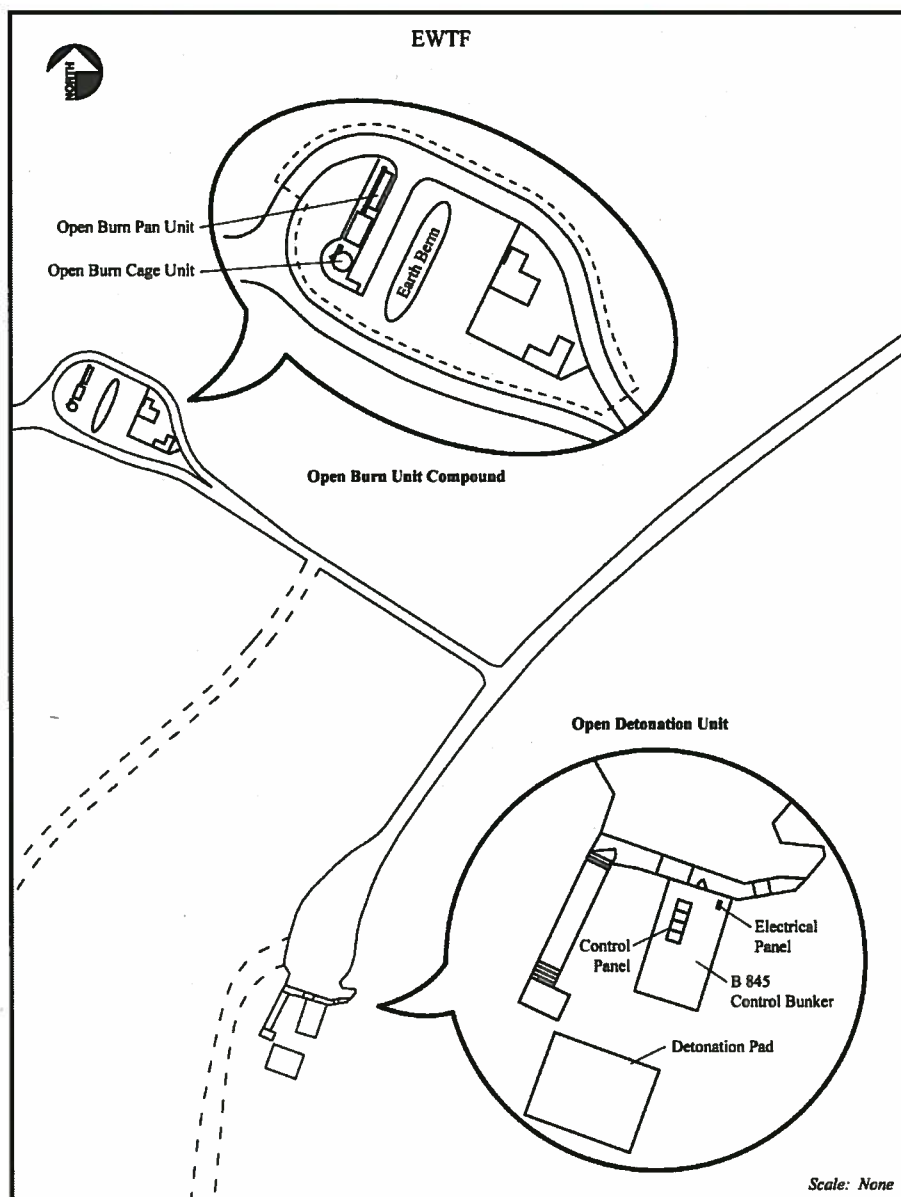 EWTF
NORTH
Open Burn Pan Unit
Open Burn Cage Unit
Earth Berm
Open Burn Unit Compound
Open Detonation Unit
Electrical
Panel
Control
Panel
B 845
Control Bunker
Detonation Pad
Scale: None